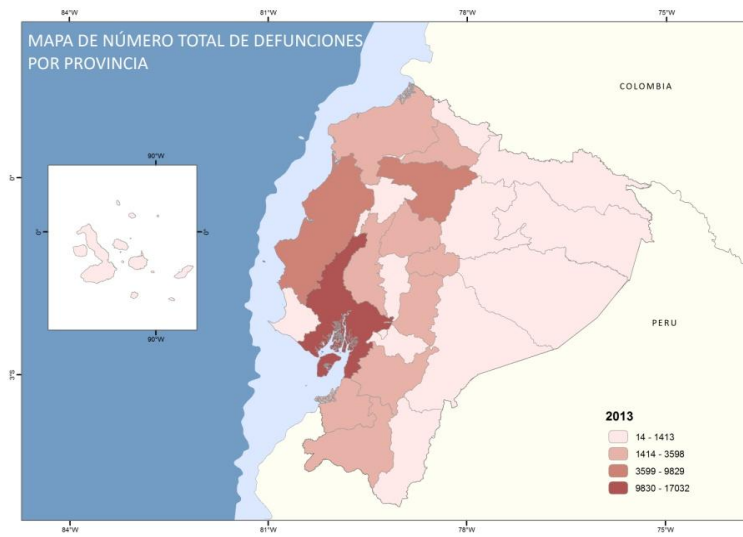 84°W
81°W
78°W
75°W
MAPA DE NÚMERO TOTAL DE DEFUNCIONES
POR PROVINCIA
COLOMBIA
90°W
0°
0°
0°
PERU
90°W
3°S
2013
14 - 1413
1414 - 3598
3599 - 9829
9830 - 17032
84°W
81°W
78°W
75°W